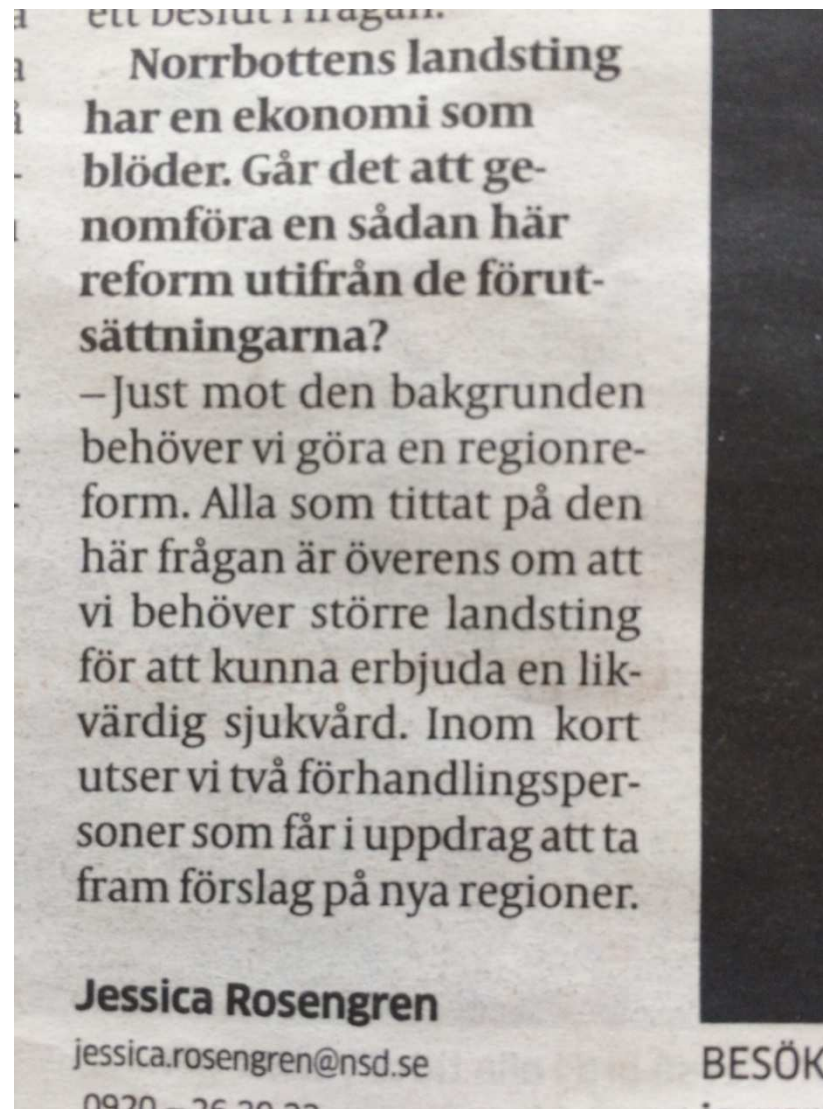 ett beslut i frågan.
Norrbottens landsting
har en ekonomi som
blöder. Går det att ge-
nomföra en sådan här
reform utifrån de förut-
sättningarna?
– Just mot den bakgrunden
behöver vi göra en regionre-
form. Alla som tittat på den
här frågan är överens om att
vi behöver större landsting
för att kunna erbjuda en lik-
värdig sjukvård. Inom kort
utser vi två förhandlingsper-
soner som får i uppdrag att ta
fram förslag på nya regioner.
Jessica Rosengren
jessica.rosengren@nsd.se
BESÖK